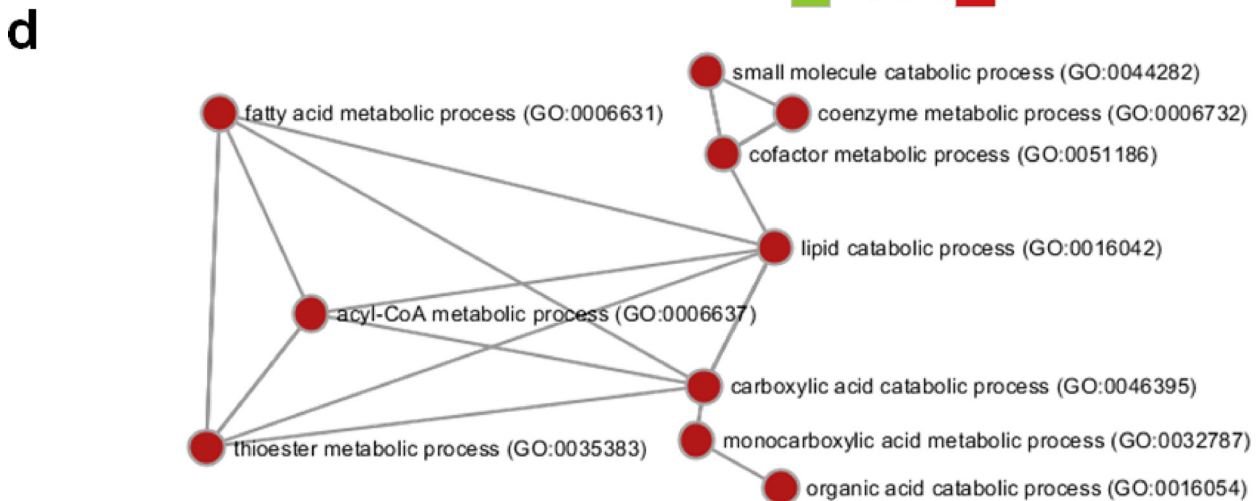 d
small molecule catabolic process (GO:0044282)
fatty acid metabolic process (GO:0006631)
coenzyme metabolic process (GO:0006732)
cofactor metabolic process (GO:0051186)
lipid catabolic process (GO:0016042)
acyl-CoA metabolic process (GO:0006637)
carboxylic acid catabolic process (GO:0046395)
monocarboxylic acid metabolic process (GO:0032787)
thioester metabolic process (GO:0035383)
organic acid catabolic process (GO:0016054)